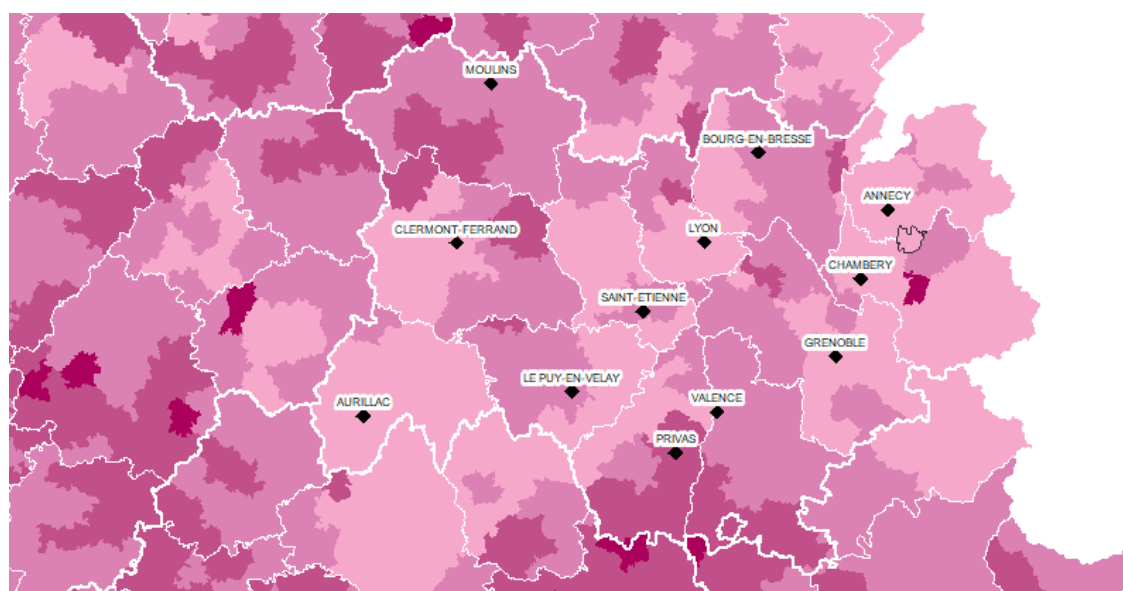 MOULINS
BOURG-EN-BRESSE
ANNECY
CLERMONT-FERRAND
LYON
CHAMBERY
SAINT-ETIENNE
GRENOBLE
LE PUY-EN-VELAY
AURILLAC
VALENCE
PRIVAS